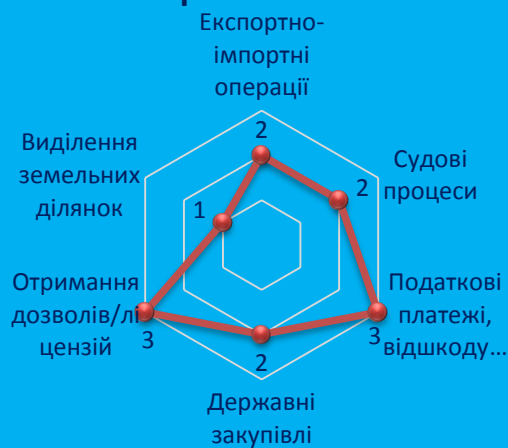 Експортно-
імпортні
операції
2
Судові
процеси
2
Податкові
платежі,
відшкоду...
3
Державні
закупівлі
2
Отримання
дозволів/лі
цензій
3
Виділення
земельних
ділянок
1